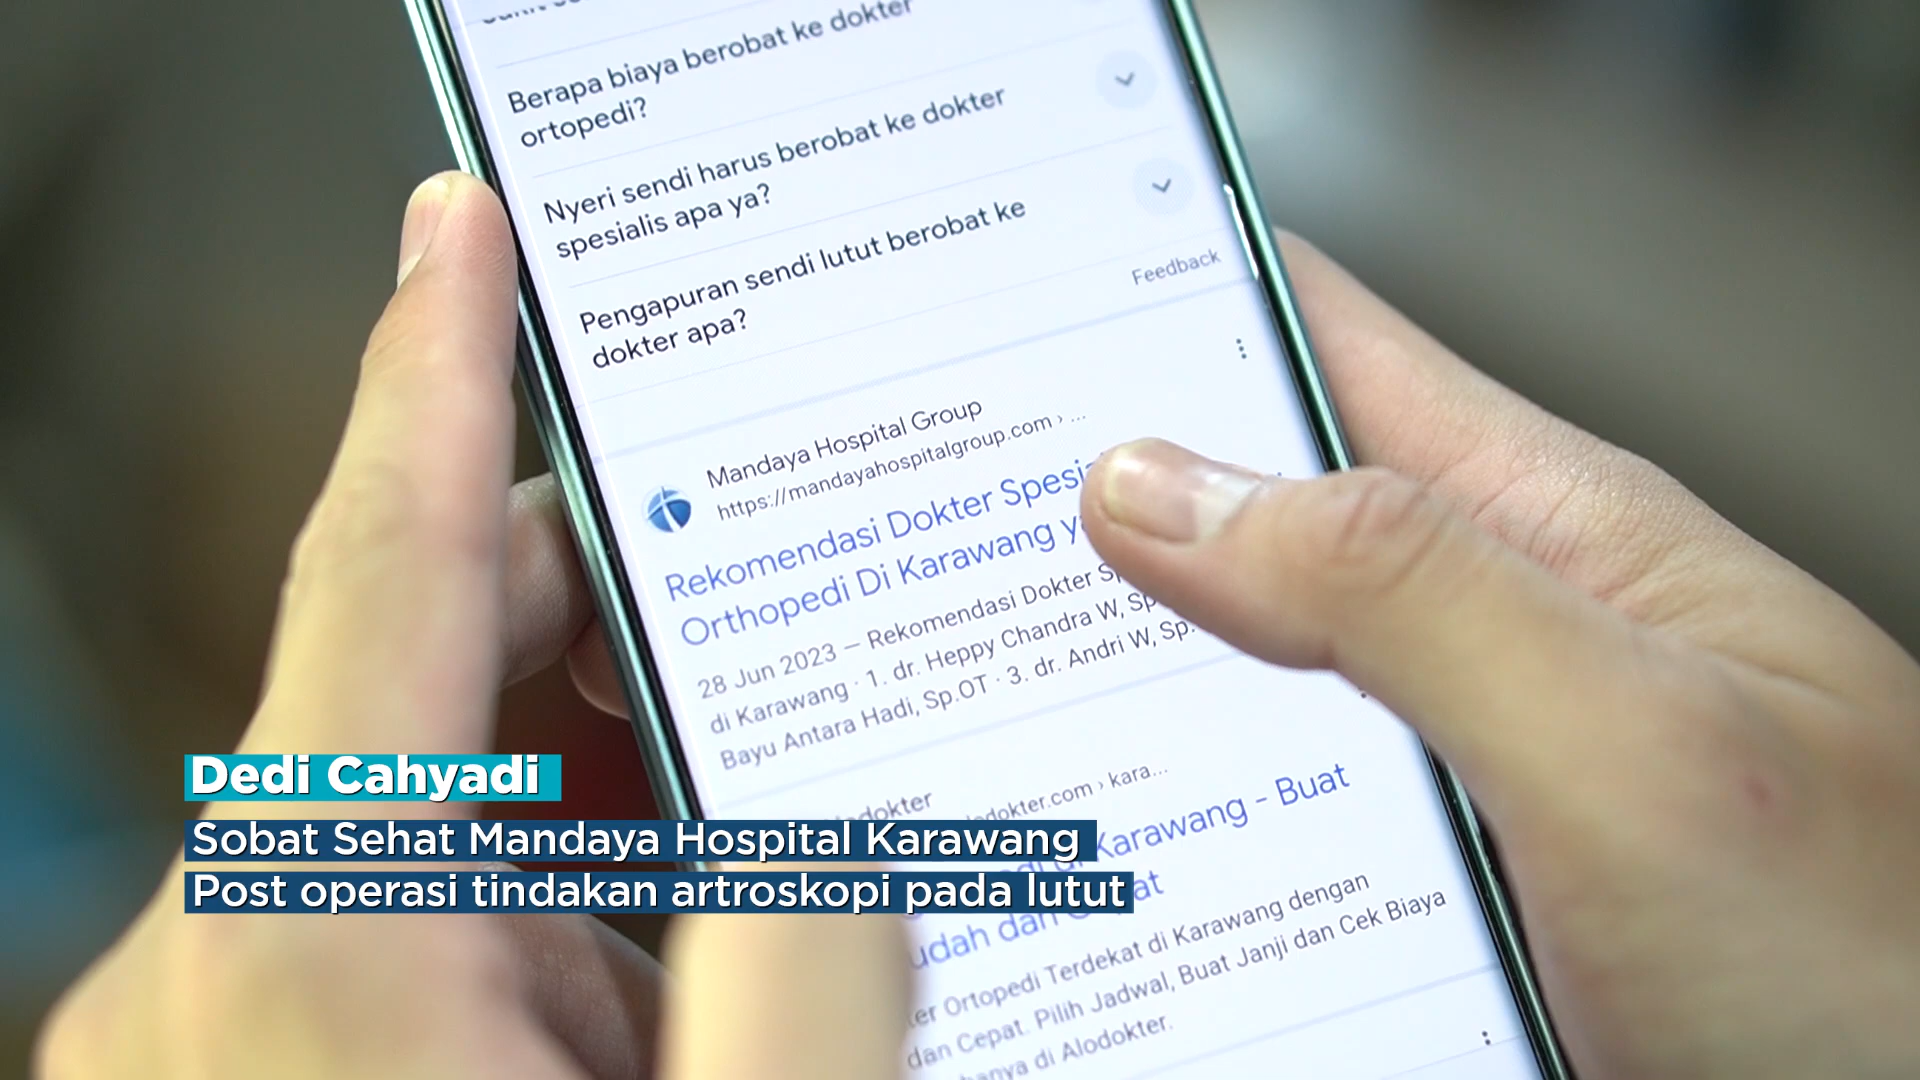 Berapa biaya berobat ke dokter
ortopedi?
Nyeri sendi harus berobat ke dokter
spesialis apa ya?
Pengapuran sendi lutut berobat ke
dokter apa?
Feedback
Mandaya Hospital Group
https://mandayahospitalgroup.com › ...
Rekomendasi Dokter
Orthopedi Di Karawang
28 Jun 2023 — Rekomendasi Dokter
di Karawang · 1. dr. Heppy Chandra W,
Bayu Antara Hadi, Sp.OT · 3. dr. Andri W, Sp.
kara...
Karawang - Buat
Ortopedi Terdekat di Karawang dengan
dan Cepat. Pilih Jadwal, Buat Janji dan Cek Biaya
di Alodokter.
Dedi Cahyadi
Sobat Sehat Mandaya Hospital Karawang
Post operasi tindakan artroskopi pada lutut